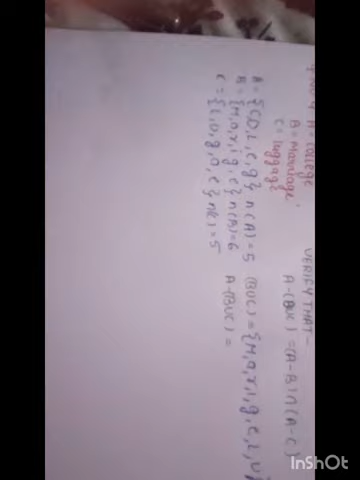 A = College
B = Marriage'
C = luggage
VERIFY THAT -
A-(BUC) = (A-B) ∩ (A-C)
A = {C, O, L, e, g} n(A) = 5
B = {M, a, r, i, g, e} n(B) = 6
C = {L, U, g, a, e} n(c) = 5
(BUC) = {M, a, r, i, g, e, L, U}
A-(BUC) =
InShOt